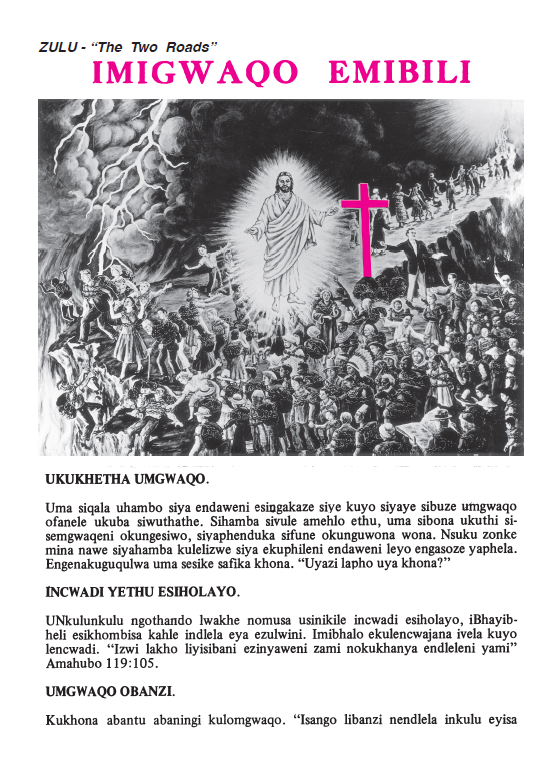 ZULU - “The Two Roads”
IMIGWAQO EMIBILI
UKUKHETHA UMGWAQO.
Uma siqala uhambo siya endaweni esingakaze siye kuyo siyaye sibuze umgwaqo
ofanele ukuba siwuthathe. Sihamba sivule amehlo ethu, uma sibona ukuthi si-
semgwaqeni okungesiwo, siyaphenduka sifune okunguwona wona. Nsuku zonke
mina nawe siyahamba kulelizwe siya ekuphileni endaweni leyo engasoze yaphela.
Engenakuguqulwa uma sesike safika khona. “Uyazi lapho uya khona?”
INCWADI YETHU ESIHOLAYO.
UNkulunkulu ngothando lwakhe nomusa usinikile incwadi esiholayo, iBhayib-
heli esikhombisa kahle indlela eya ezulwini. Imibhalo ekulencwajana ivela kuyo
lencwadi. “Izwi lakho liyisibani ezinyaweni zami nokukhanya endleleni yami”
Amahubo 119:105.
UMGWAQO OBANZI.
Kukhona abantu abaningi kulomgwaqo. “Isango libanzi nendlela inkulu eyisa